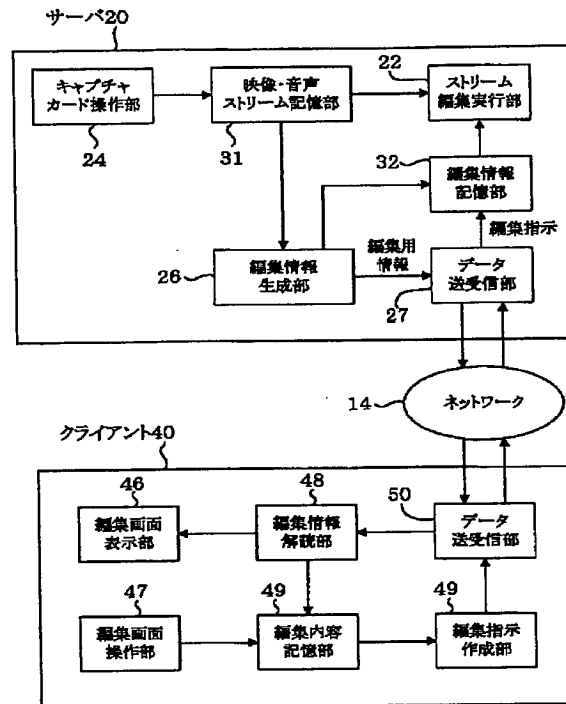 サーバ20
キャプチャ
カード操作部
24
映像・音声
ストリーム記憶部
31
22
ストリーム
編集実行部
32
編集情報
記憶部
編集指示
26
編集情報
生成部
編集用
情報
データ
送受信部
27
14
ネットワーク
クライアント40
46
編集画面
表示部
48
編集情報
解読部
50
データ
送受信部
47
編集画面
操作部
49
編集内容
記憶部
49
編集指示
作成部